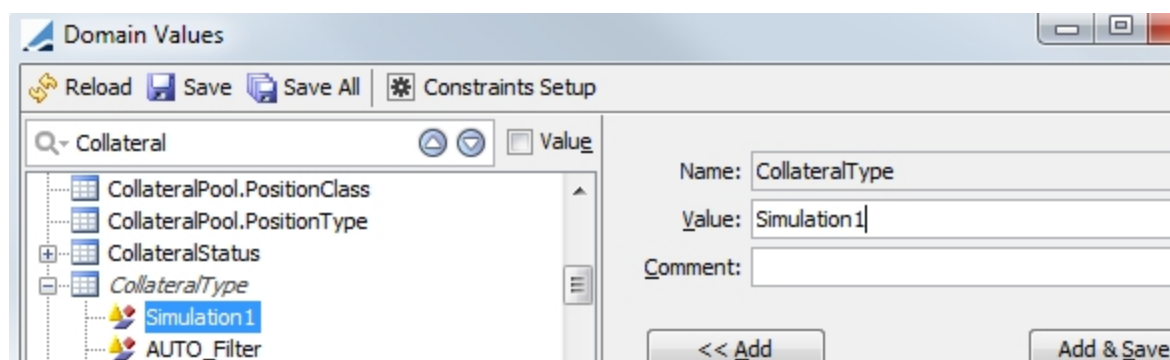 Domain Values
Reload Save Save All Constraints Setup
Collateral Value
CollateralPool.PositionClass
CollateralPool.PositionType
CollateralStatus
CollateralType
Simulation1
AUTO_Filter
Name: CollateralType
Value: Simulation1
Comment:
<< Add Add & Save